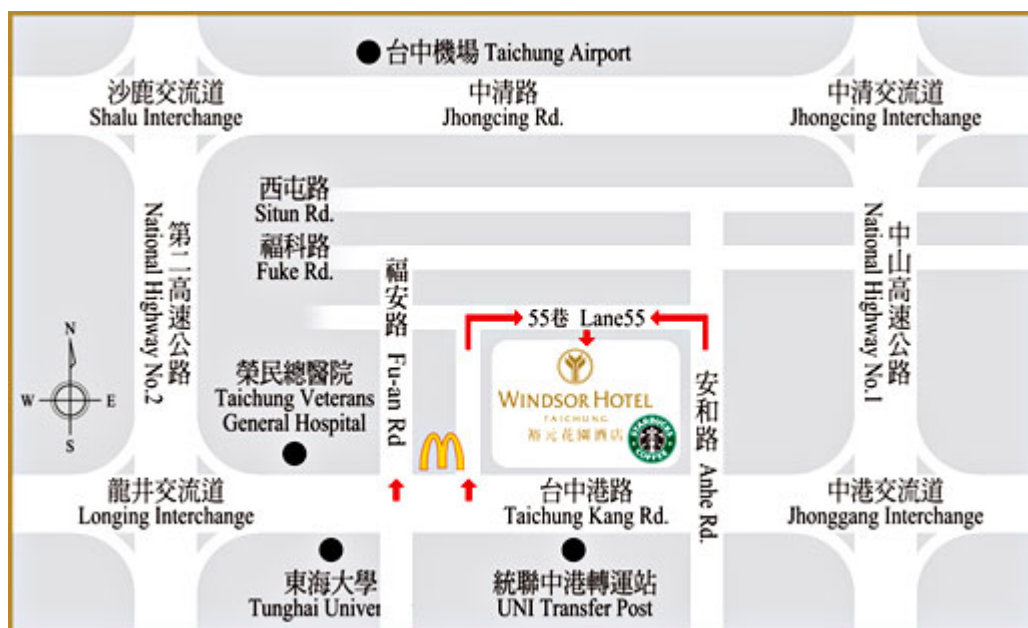 台中機場 Taichung Airport
沙鹿交流道
Shalu Interchange
中清路
Jhongcing Rd.
中清交流道
Jhongcing Interchange
西屯路
Situn Rd.
福科路
Fuke Rd.
第二高速公路
National Highway No.2
福安路 Fu-an Rd
中山高速公路
National Highway No.1
55巷 Lane55
N
W E
S
榮民總醫院
Taichung Veterans
General Hospital
WINDSOR HOTEL
TAICHUNG
裕元花園酒店
STARBUCKS
COFFEE
安和路 Anhe Rd.
龍井交流道
Longing Interchange
台中港路
Taichung Kang Rd.
中港交流道
Jhonggang Interchange
東海大學
Tunghai Univer
統聯中港轉運站
UNI Transfer Post